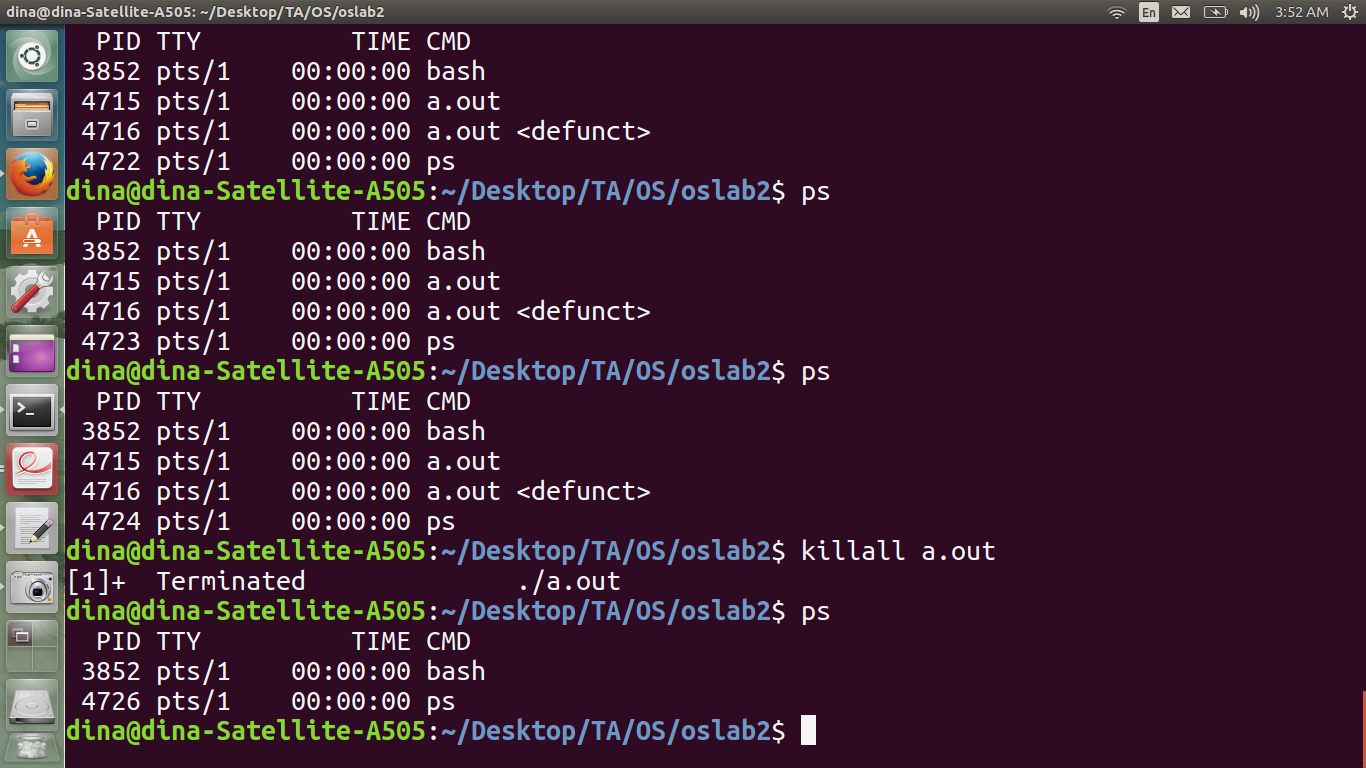 dina@dina-Satellite-A505: ~/Desktop/TA/OS/oslab2 En 3:52 AM
  PID TTY          TIME CMD
 3852 pts/1    00:00:00 bash
 4715 pts/1    00:00:00 a.out
 4716 pts/1    00:00:00 a.out <defunct>
 4722 pts/1    00:00:00 ps
dina@dina-Satellite-A505:~/Desktop/TA/OS/oslab2$ ps
  PID TTY          TIME CMD
 3852 pts/1    00:00:00 bash
 4715 pts/1    00:00:00 a.out
 4716 pts/1    00:00:00 a.out <defunct>
 4723 pts/1    00:00:00 ps
dina@dina-Satellite-A505:~/Desktop/TA/OS/oslab2$ ps
  PID TTY          TIME CMD
 3852 pts/1    00:00:00 bash
 4715 pts/1    00:00:00 a.out
 4716 pts/1    00:00:00 a.out <defunct>
 4724 pts/1    00:00:00 ps
dina@dina-Satellite-A505:~/Desktop/TA/OS/oslab2$ killall a.out
[1]+  Terminated              ./a.out
dina@dina-Satellite-A505:~/Desktop/TA/OS/oslab2$ ps
  PID TTY          TIME CMD
 3852 pts/1    00:00:00 bash
 4726 pts/1    00:00:00 ps
dina@dina-Satellite-A505:~/Desktop/TA/OS/oslab2$